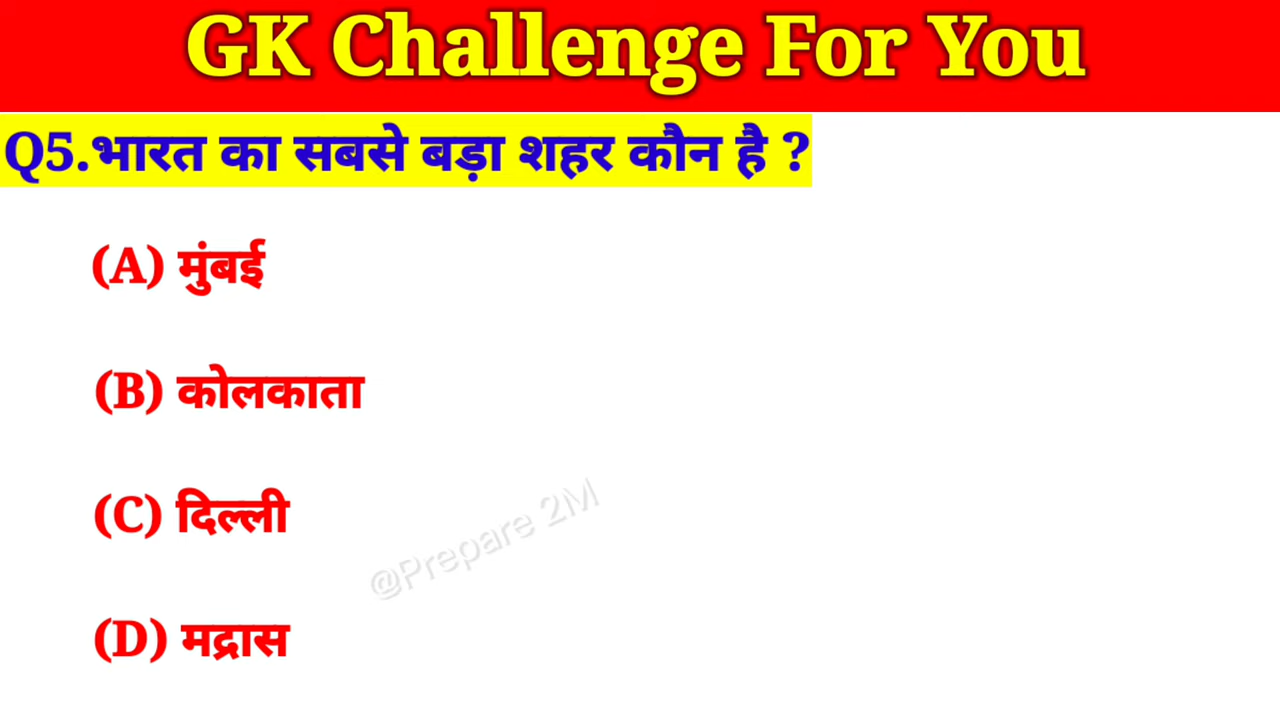 GK Challenge For You
Q5.भारत का सबसे बड़ा शहर कौन है ?
(A) मुंबई
(B) कोलकाता
(C) दिल्ली
@Prepare 2M
(D) मद्रास